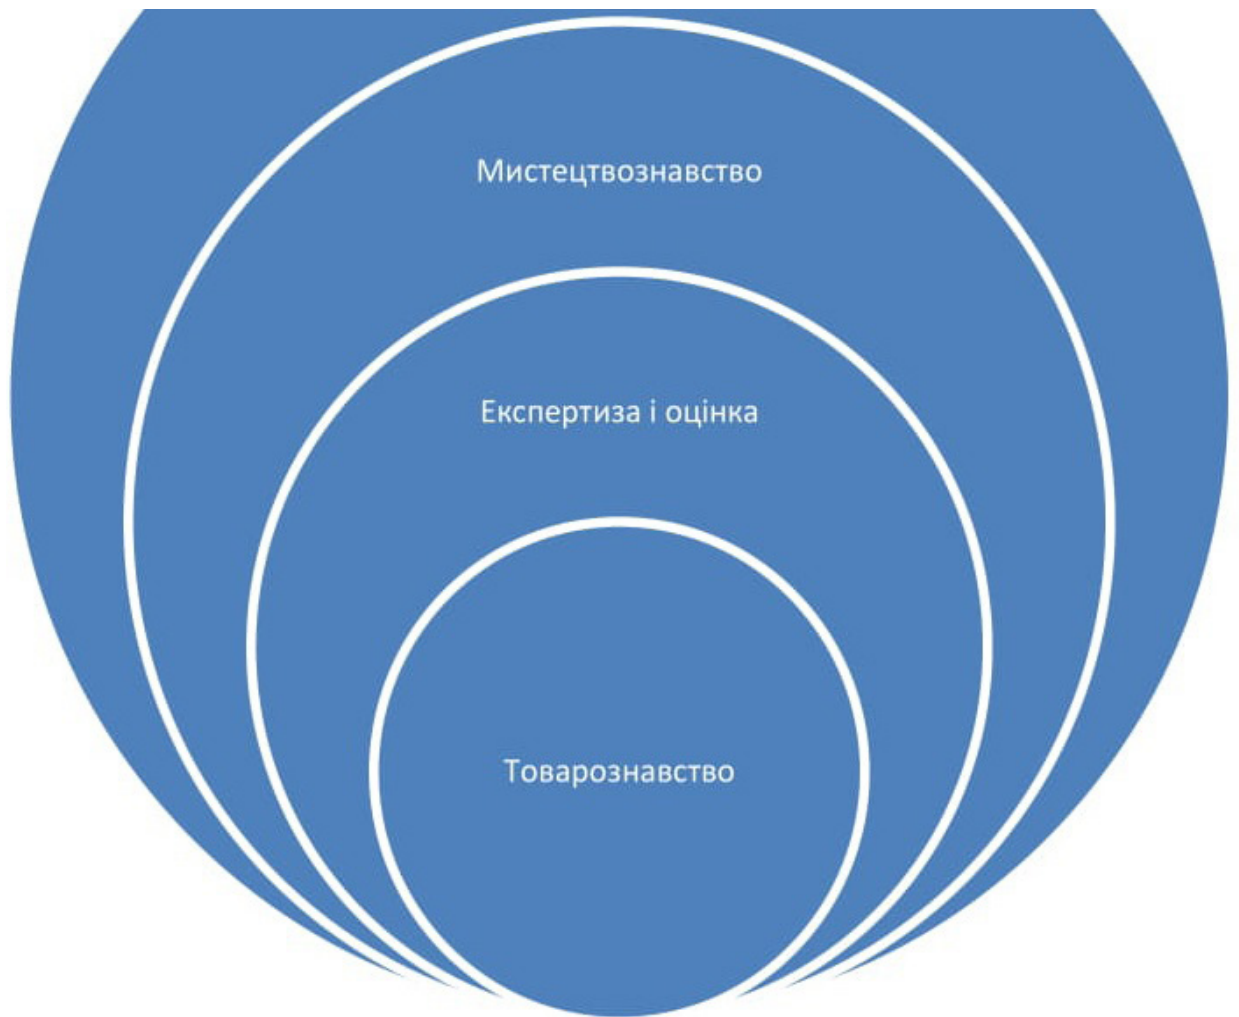 Мистецтвознавство
Експертиза і оцінка
Товарознавство